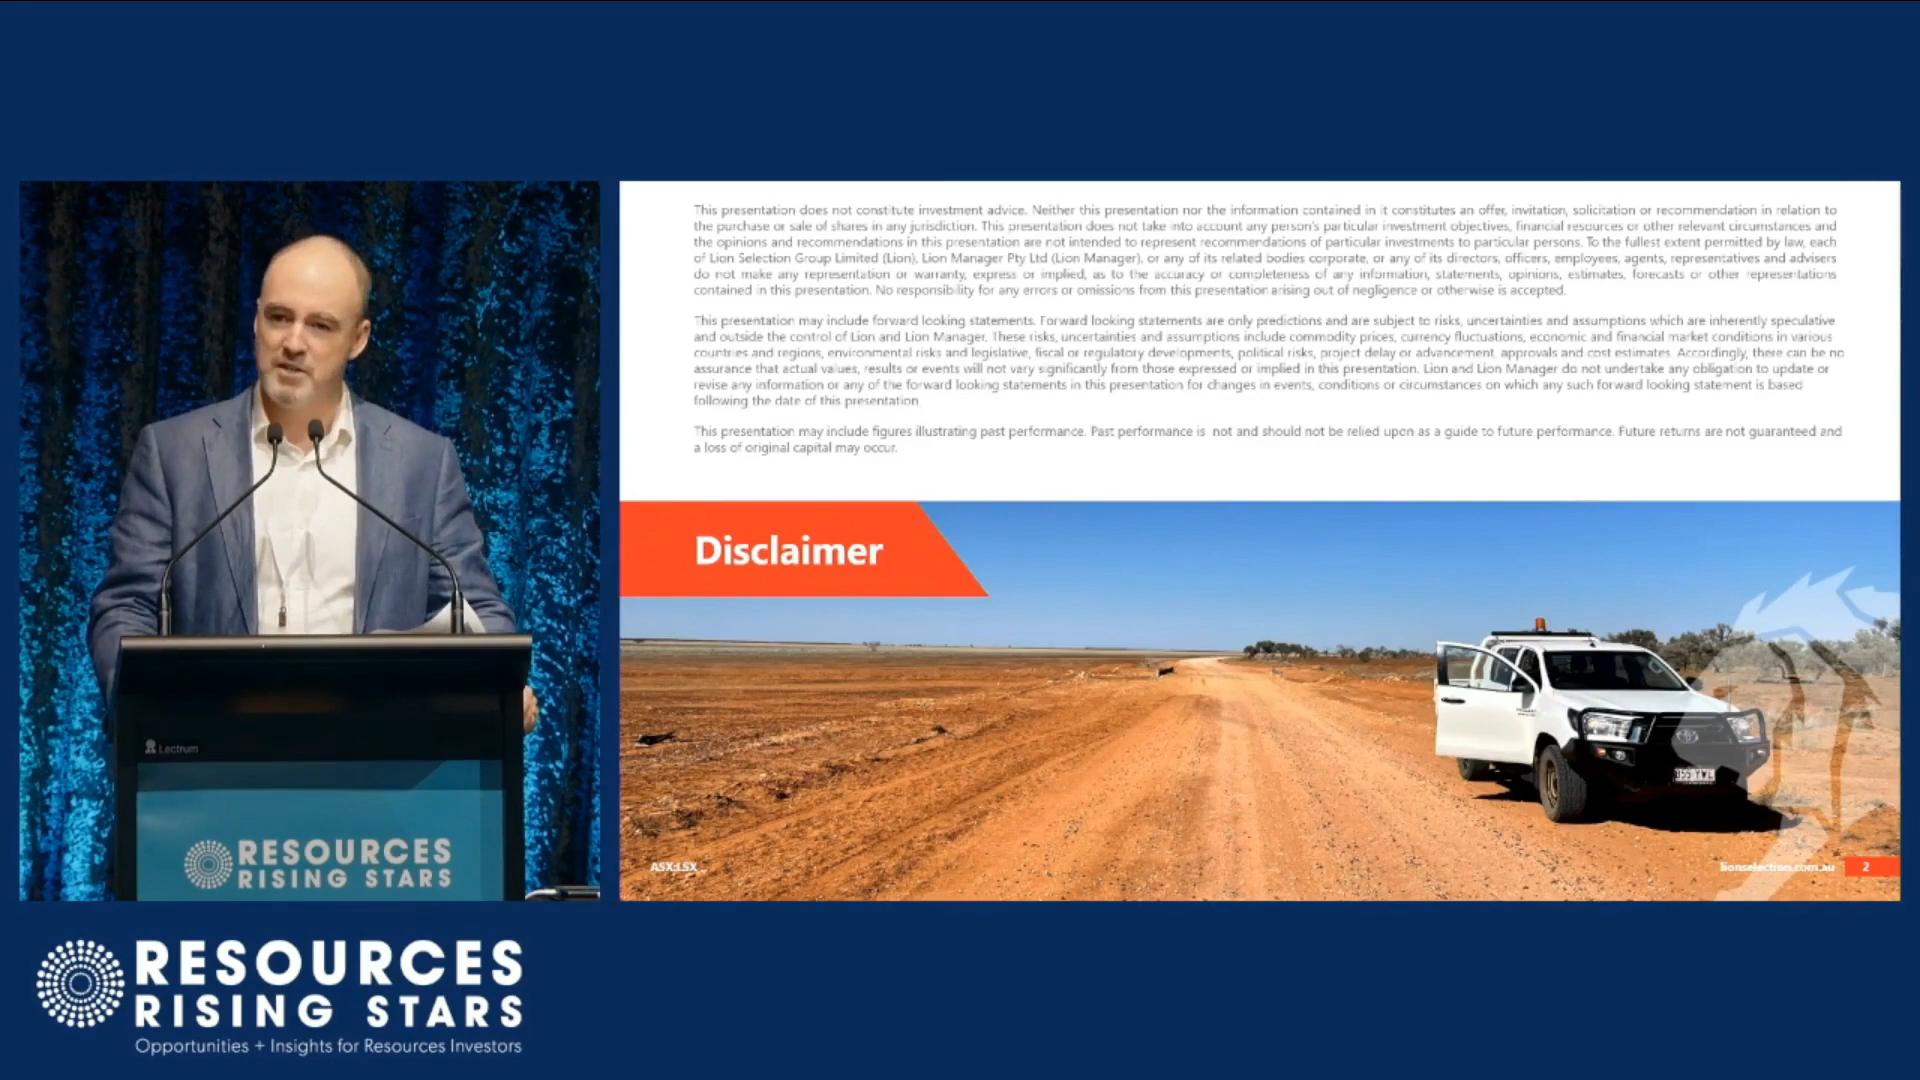 This presentation does not constitute investment advice. Neither this presentation nor the information contained in it constitutes an offer, invitation, solicitation or recommendation in relation to
the purchase or sale of shares in any jurisdiction. This presentation does not take into account any person's particular investment objectives, financial resources or other relevant circumstances and
the opinions and recommendations in this presentation are not intended to represent recommendations of particular investments to particular persons. To the fullest extent permitted by law, each
of Lion Selection Group Limited (Lion), Lion Manager Pty Ltd (Lion Manager), or any of its related bodies corporate, or any of its directors, officers, employees, agents, representatives and advisers
do not make any representation or warranty, express or implied, as to the accuracy or completeness of any information, statements, opinions, estimates, forecasts or other representations
contained in this presentation. No responsibility for any errors or omissions from this presentation arising out of negligence or otherwise is accepted.
This presentation may include forward looking statements. Forward looking statements are only predictions and are subject to risks, uncertainties and assumptions which are inherently speculative
and outside the control of Lion and Lion Manager. These risks, uncertainties and assumptions include commodity prices, currency fluctuations, economic and financial market conditions in various
countries and regions, environmental risks and legislative, fiscal or regulatory developments, political risks, project delay or advancement, approvals and cost estimates. Accordingly, there can be no
assurance that actual values, results or events will not vary significantly from those expressed or implied in this presentation. Lion and Lion Manager do not undertake any obligation to update or
revise any information or any of the forward looking statements in this presentation for changes in events, conditions or circumstances on which any such forward looking statement is based
following the date of this presentation.
This presentation may include figures illustrating past performance. Past performance is not and should not be relied upon as a guide to future performance. Future returns are not guaranteed and
a loss of original capital may occur.
Disclaimer
ASX:LSX
lionselection.com.au
2
Lectrum
RESOURCES
RISING STARS
RESOURCES
RISING STARS
Opportunities + Insights for Resources Investors